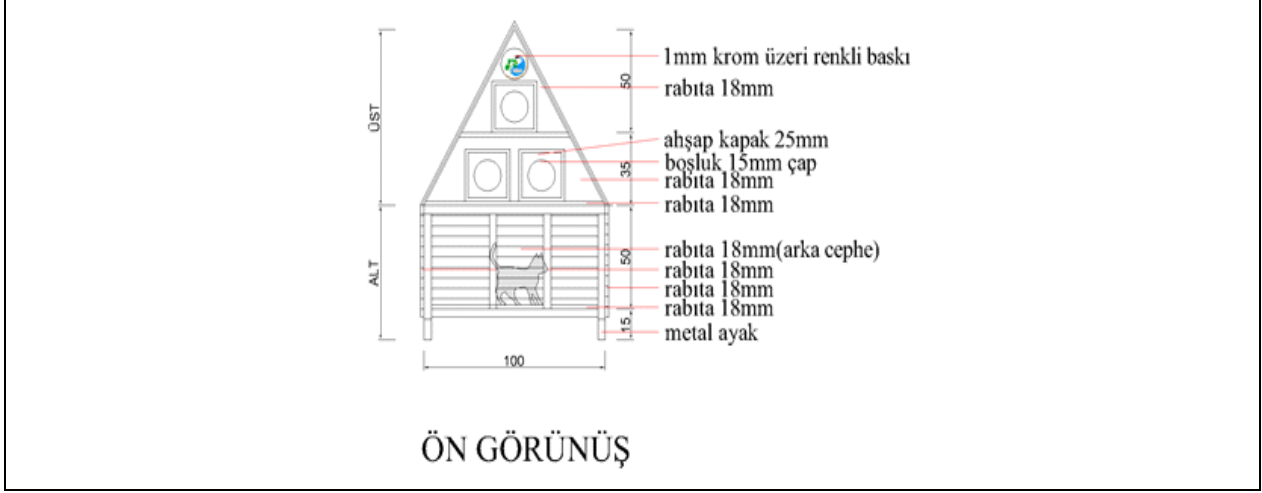 1mm krom üzeri renkli baskı
50
rabıta 18mm
ÜST
ahşap kapak 25mm
boşluk 15mm çap
35
rabıta 18mm
rabıta 18mm
rabıta 18mm(arka cephe)
50
ALT
rabıta 18mm
rabıta 18mm
rabıta 18mm
15
metal ayak
100
ÖN GÖRÜNÜŞ